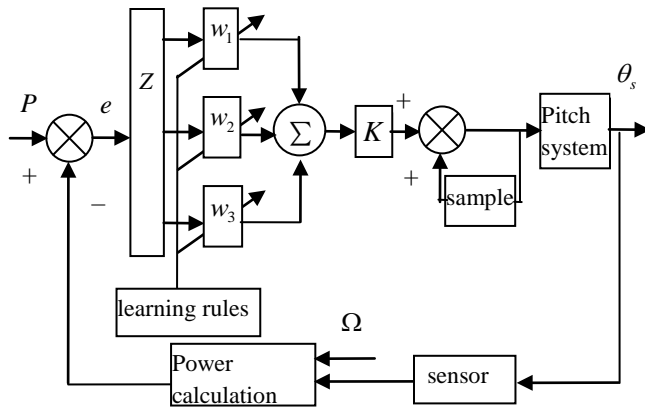 P
+
−
e
Z
w₁
w₂
w₃
learning rules
Σ
K
+
+
sample
Pitch
system
θₛ
Ω
Power
calculation
sensor